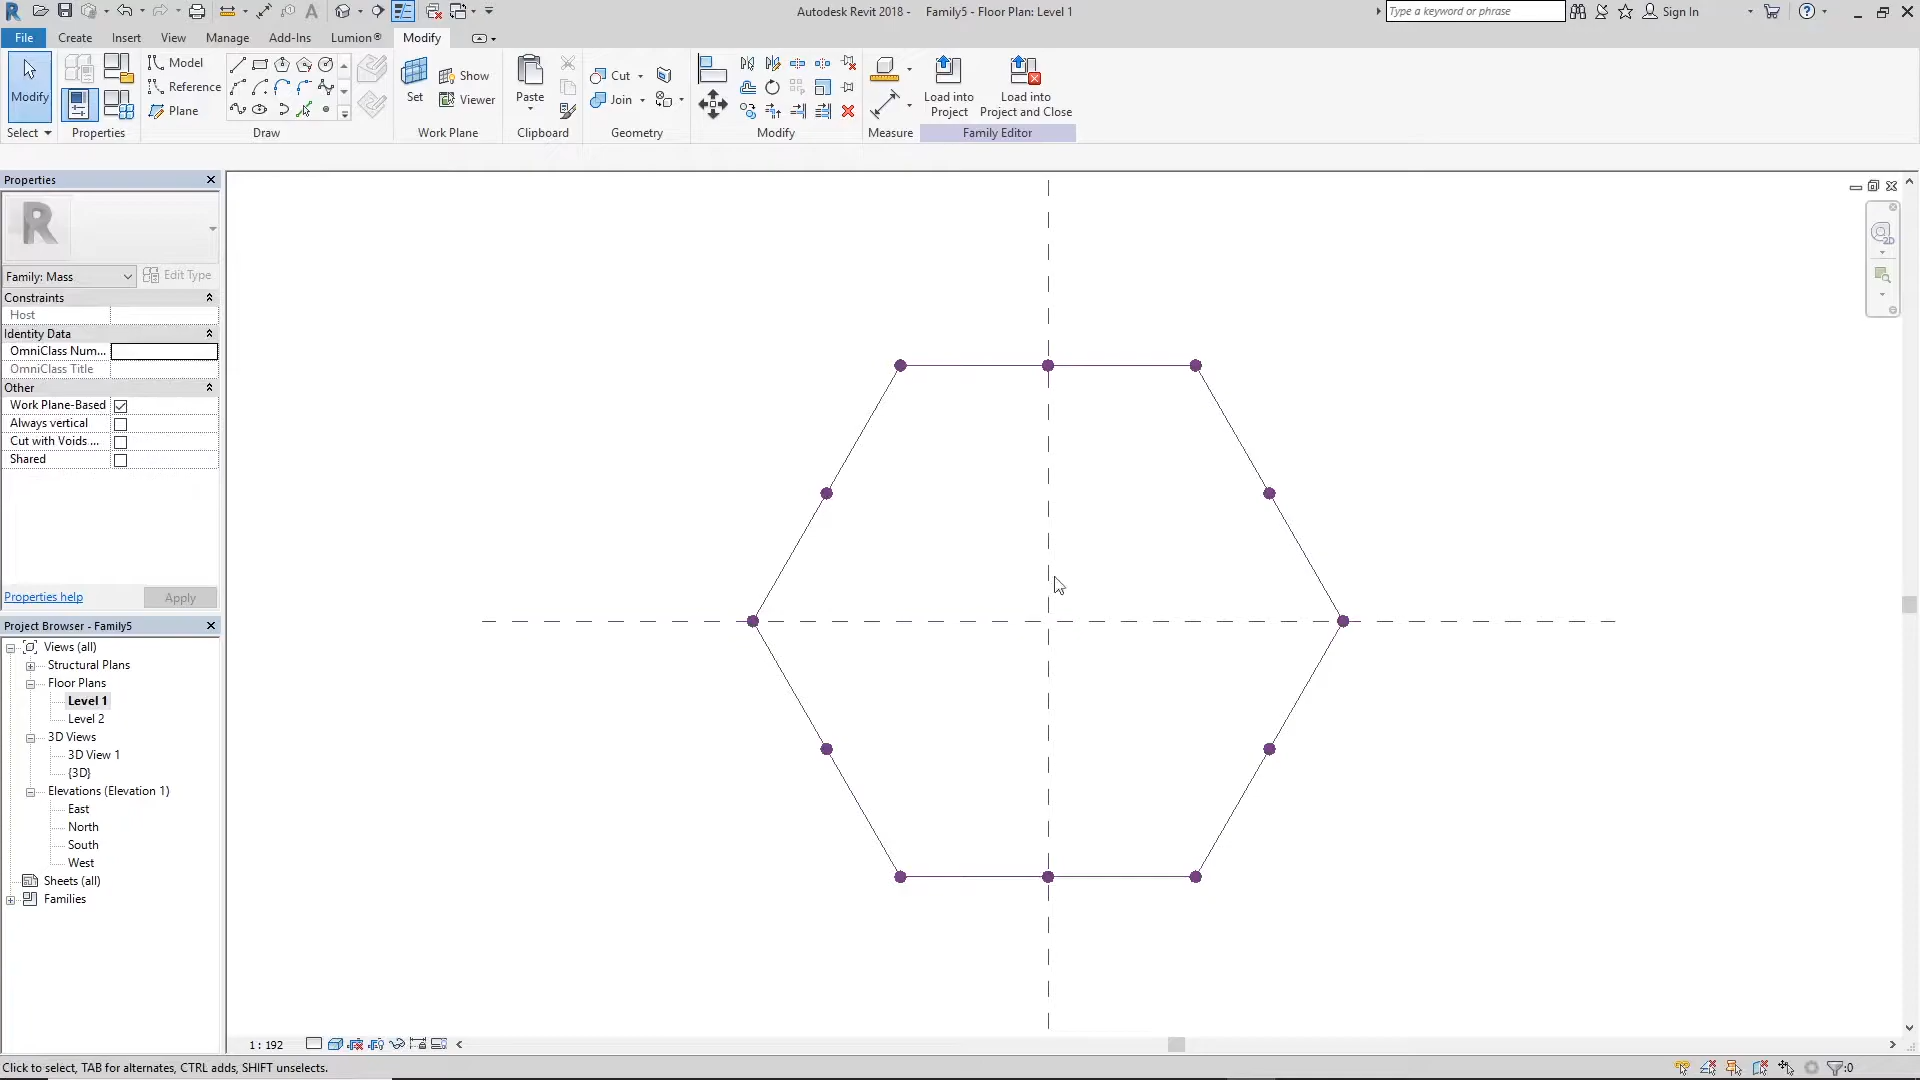 Autodesk Revit 2018 - Family5 - Floor Plan: Level 1
Type a keyword or phrase
Sign In
File Create Insert View Manage Add-Ins Lumion® Modify
Modify
Select
Properties
Model
Reference
Plane
Draw
Set
Show
Viewer
Work Plane
Paste
Clipboard
Cut
Join
Geometry
Modify
Measure
Load into
Project
Load into
Project and Close
Family Editor
Properties
R
Family: Mass
Edit Type
Constraints
Host
Identity Data
OmniClass Num...
OmniClass Title
Other
Work Plane-Based
Always vertical
Cut with Voids ...
Shared
Properties help
Apply
Project Browser - Family5
Views (all)
Structural Plans
Floor Plans
Level 1
Level 2
3D Views
3D View 1
{3D}
Elevations (Elevation 1)
East
North
South
West
Sheets (all)
Families
2D
1 : 192
Click to select, TAB for alternates, CTRL adds, SHIFT unselects.
:0